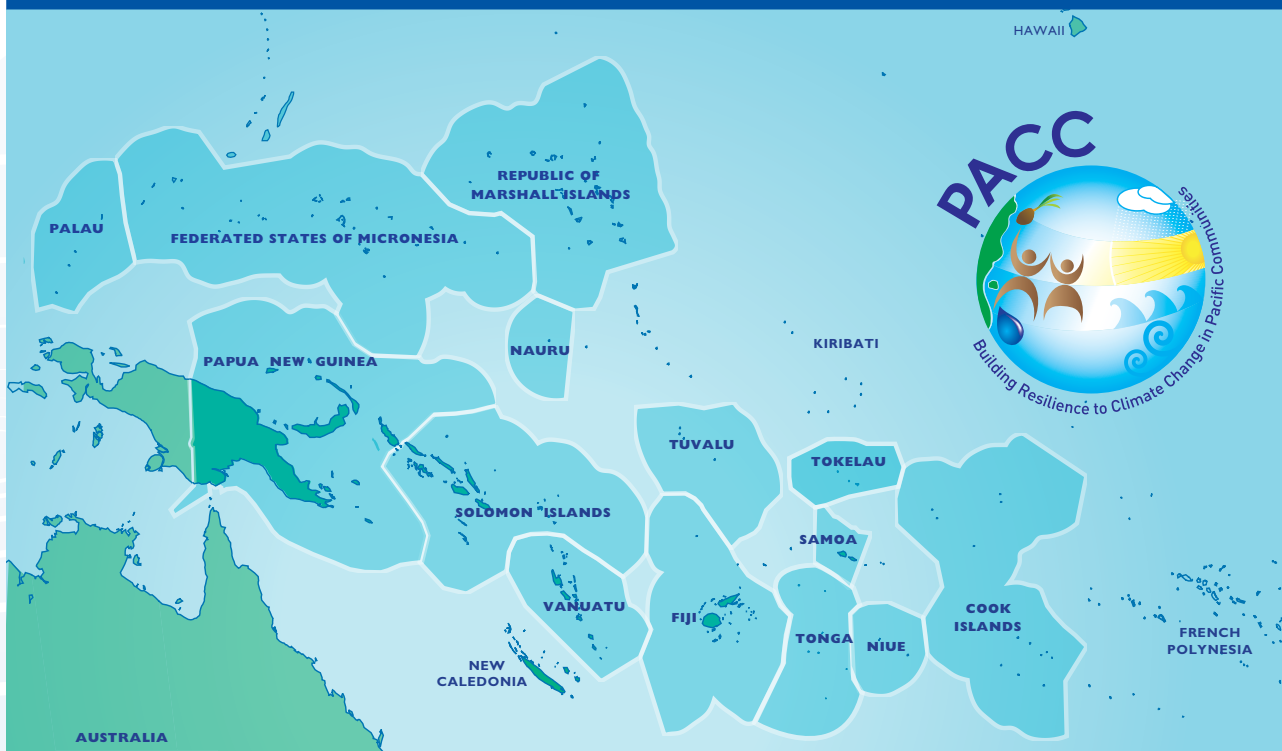 HAWAII
PACC
Building Resilience to Climate Change in Pacific Communities
REPUBLIC OF
MARSHALL ISLANDS
PALAU
FEDERATED STATES OF MICRONESIA
NAURU
KIRIBATI
PAPUA NEW GUINEA
TUVALU
TOKELAU
SOLOMON ISLANDS
SAMOA
VANUATU
FIJI
TONGA
NIUE
COOK
ISLANDS
FRENCH
POLYNESIA
NEW
CALEDONIA
AUSTRALIA